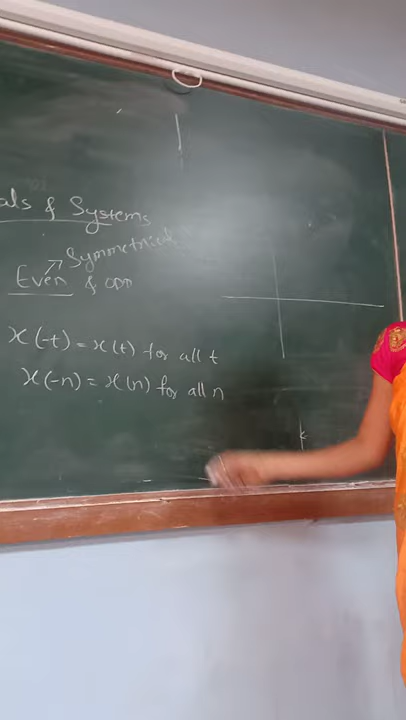 als & Systems
Symmetrical
Even & ODD
x(-t) = x(t) for all t
x(-n) = x(n) for all n